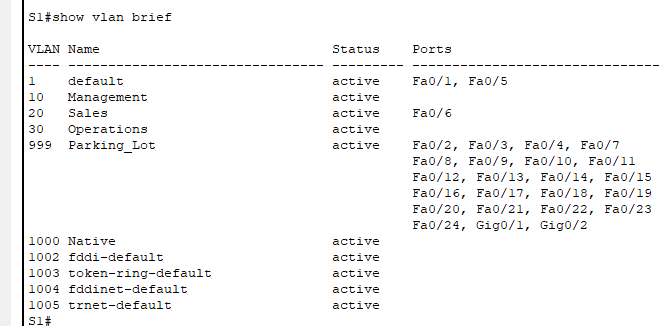 S1#show vlan brief
VLAN Name                             Status    Ports
---- -------------------------------- --------- -------------------------------
1    default                          active    Fa0/1, Fa0/5
10   Management                       active
20   Sales                            active    Fa0/6
30   Operations                       active
999  Parking_Lot                      active    Fa0/2, Fa0/3, Fa0/4, Fa0/7
                                                Fa0/8, Fa0/9, Fa0/10, Fa0/11
                                                Fa0/12, Fa0/13, Fa0/14, Fa0/15
                                                Fa0/16, Fa0/17, Fa0/18, Fa0/19
                                                Fa0/20, Fa0/21, Fa0/22, Fa0/23
                                                Fa0/24, Gig0/1, Gig0/2
1000 Native                           active
1002 fddi-default                     active
1003 token-ring-default               active
1004 fddinet-default                  active
1005 trnet-default                    active
S1#